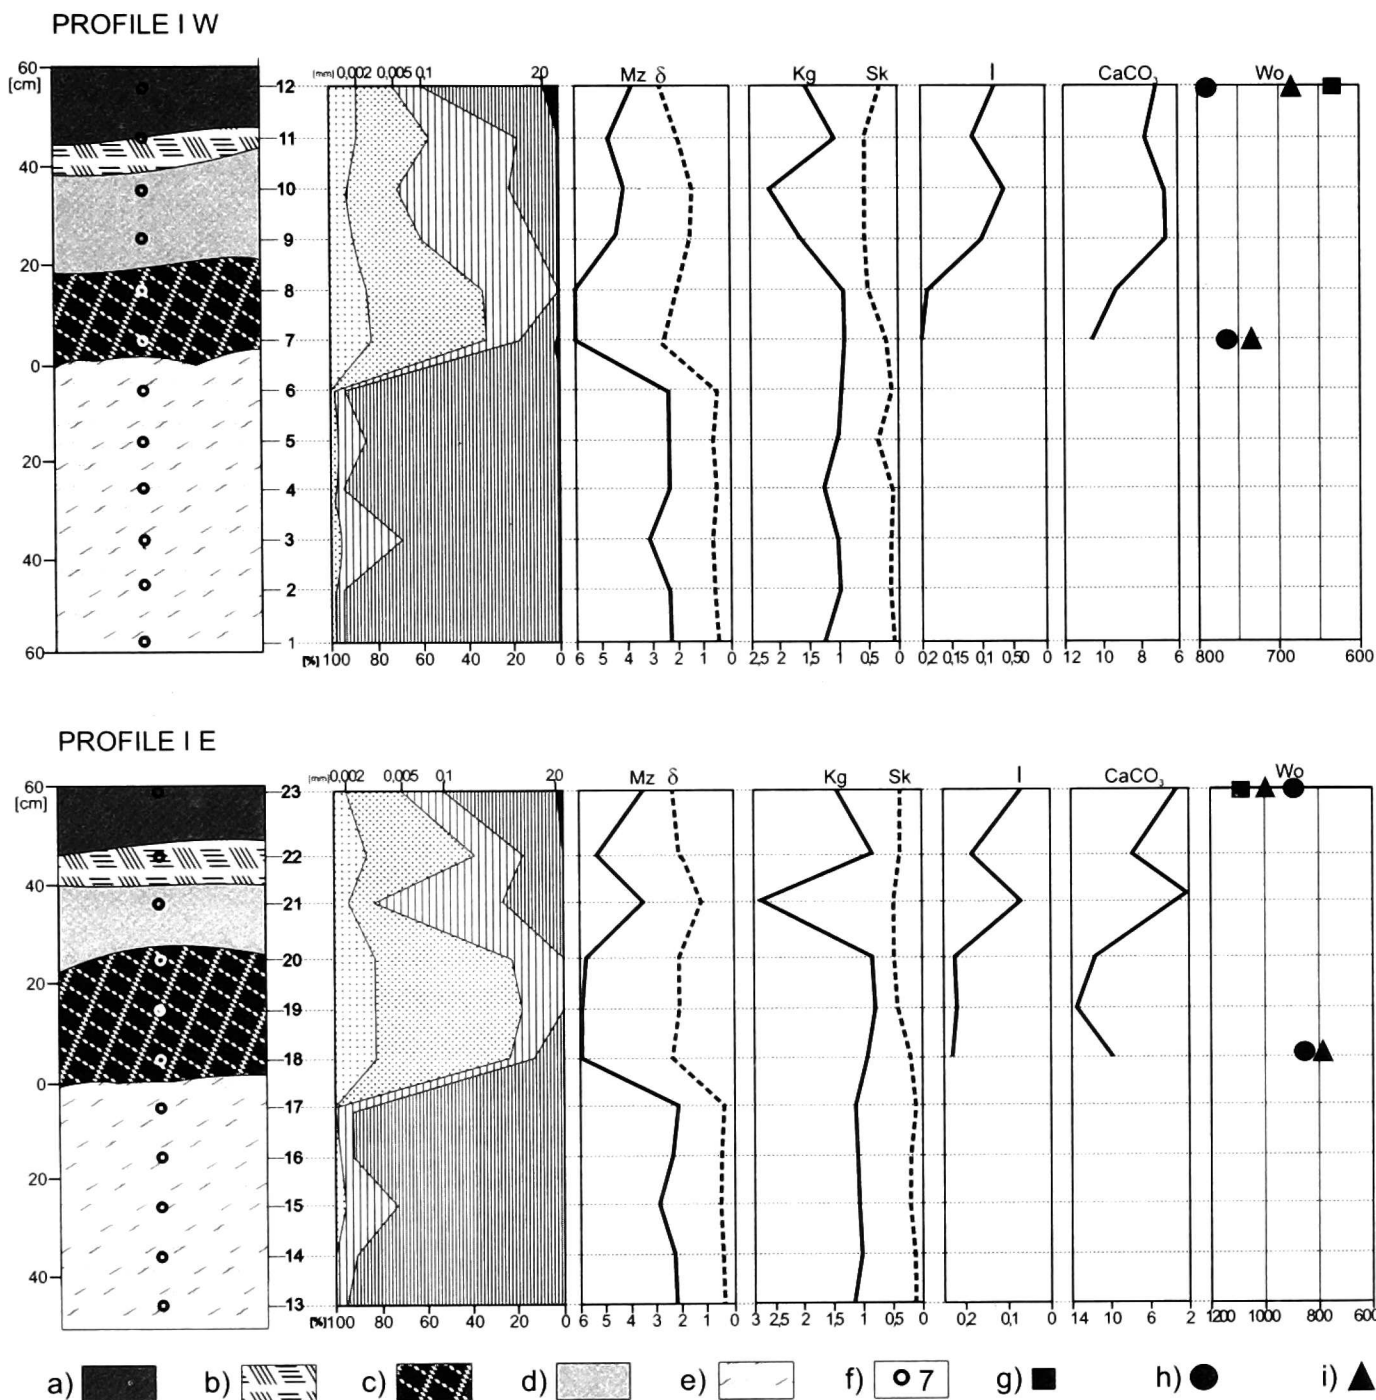 PROFILE I W
60 [cm] 40 20 0 20 40 60
12 11 10 9 8 7 6 5 4 3 2 1
[mm] 0,002 0,005 0,1 20
[%] 100 80 60 40 20 0
Mz δ
6 5 4 3 2 1 0
Kg Sk
2,5 2 1,5 1 0,5 0
I
0,2 0,15 0,1 0,50 0
CaCO3
12 10 8 6
Wo
800 700 600
PROFILE I E
60 [cm] 40 20 0 20 40
23 22 21 20 19 18 17 16 15 14 13
[mm] 0,002 0,005 0,1 20
[%] 100 80 60 40 20 0
Mz δ
6 5 4 3 2 1 0
Kg Sk
3 2,5 2 1,5 1 0,5 0
I
0,2 0,1 0
CaCO3
14 10 6 2
Wo
1200 1000 800 600
a) b) c) d) e) f) 7 g) h) i)